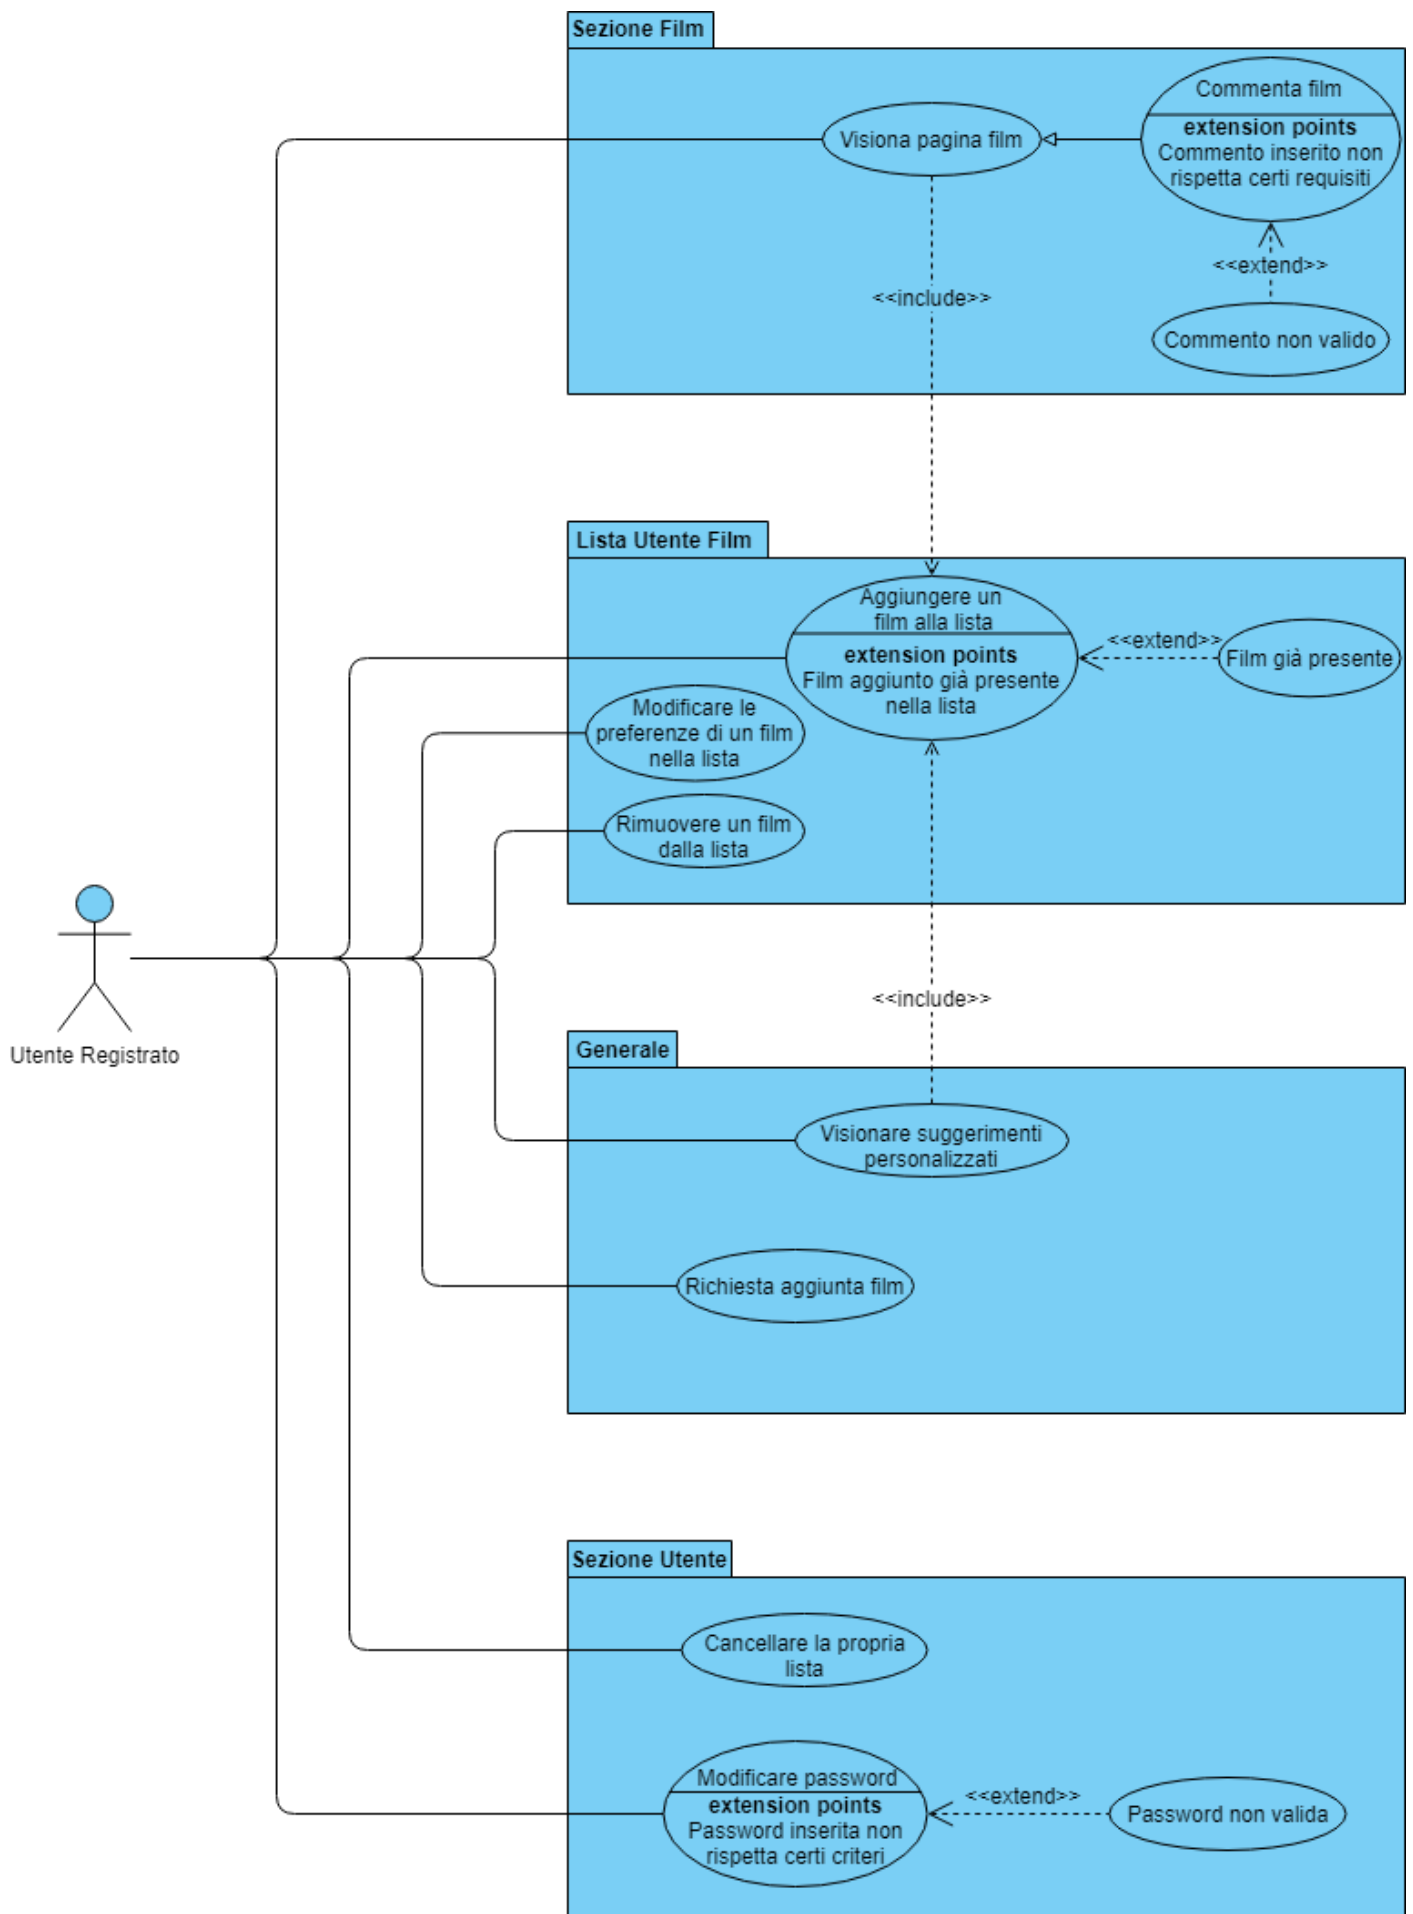 Sezione Film
Commenta film
extension points
Commento inserito non
rispetta certi requisiti
Visiona pagina film
<<extend>>
<<include>>
Commento non valido
Lista Utente Film
Aggiungere un
film alla lista
extension points
Film aggiunto già presente
nella lista
<<extend>>
Film già presente
Modificare le
preferenze di un film
nella lista
Rimuovere un film
dalla lista
Utente Registrato
<<include>>
Generale
Visionare suggerimenti
personalizzati
Richiesta aggiunta film
Sezione Utente
Cancellare la propria
lista
Modificare password
extension points
Password inserita non
rispetta certi criteri
<<extend>>
Password non valida